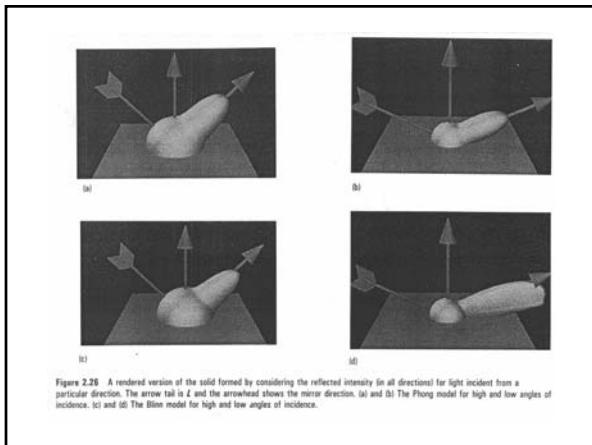 (a)
(b)
(c)
(d)
Figure 2.26 A rendered version of the solid formed by considering the reflected intensity (in all directions) for light incident from a
particular direction. The arrow tail is L and the arrowhead shows the mirror direction. (a) and (b) The Phong model for high and low angles of
incidence. (c) and (d) The Blinn model for high and low angles of incidence.